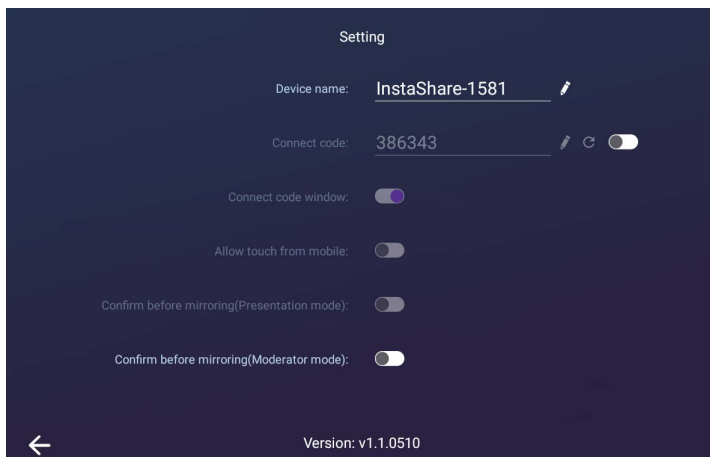 Setting
Device name: InstaShare-1581
Connect code: 386343
Connect code window:
Allow touch from mobile:
Confirm before mirroring(Presentation mode):
Confirm before mirroring(Moderator mode):
Version: v1.1.0510